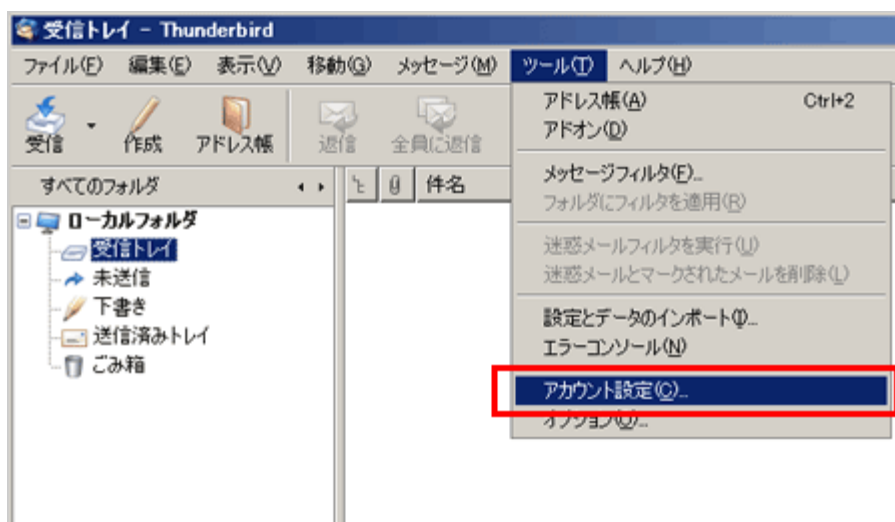 受信トレイ - Thunderbird
ファイル(F) 編集(E) 表示(V) 移動(G) メッセージ(M) ツール(T) ヘルプ(H)
受信 作成 アドレス帳 返信 全員に返信
すべてのフォルダ
件名
ローカルフォルダ
受信トレイ
未送信
下書き
送信済みトレイ
ごみ箱
アドレス帳(A) Ctrl+2
アドオン(D)
メッセージフィルタ(F)...
フォルダにフィルタを適用(R)
迷惑メールフィルタを実行(U)
迷惑メールとマークされたメールを削除(L)
設定とデータのインポート(I)...
エラーコンソール(N)
アカウント設定(C)...
オプション(O)...